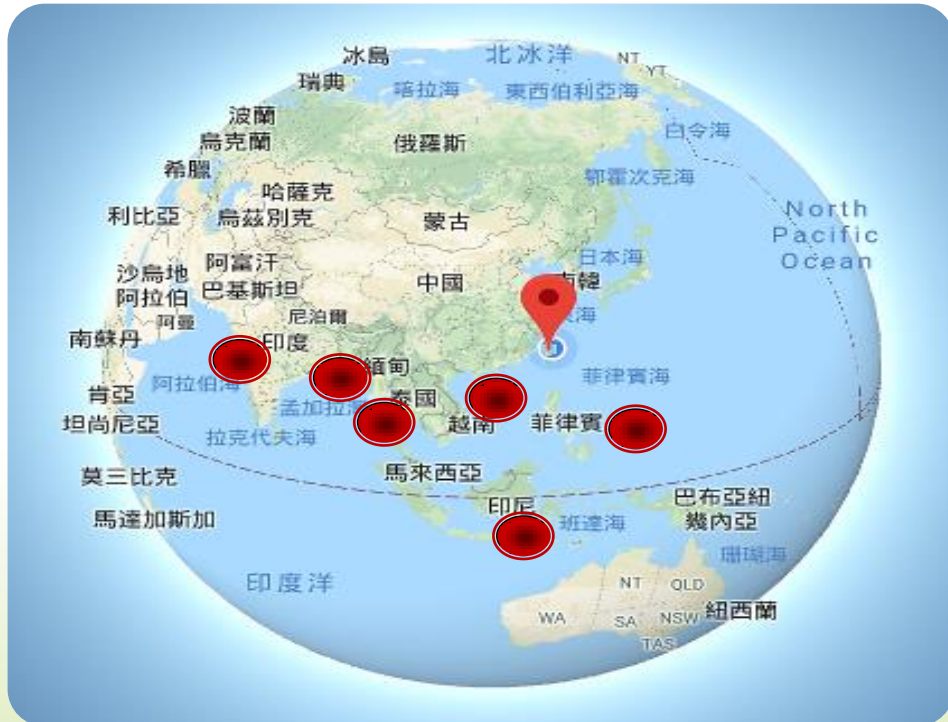 冰島
北冰洋
NT
YT
瑞典
喀拉海
東西伯利亞海
波蘭
烏克蘭
俄羅斯
白令海
希臘
哈薩克
鄂霍次克海
利比亞
烏茲別克
蒙古
North
Pacific
Ocean
阿富汗
日本海
沙烏地
阿拉伯
巴基斯坦
中國
南韓
阿曼
尼泊爾
海
南蘇丹
印度
緬甸
阿拉伯海
菲律賓海
肯亞
孟加拉
泰國
坦尚尼亞
拉克代夫海
越南
菲律賓
莫三比克
馬來西亞
馬達加斯加
印尼
班達海
巴布亞紐
幾內亞
珊瑚海
印度洋
NT
QLD
WA
SA
NSW
紐西蘭
TAS